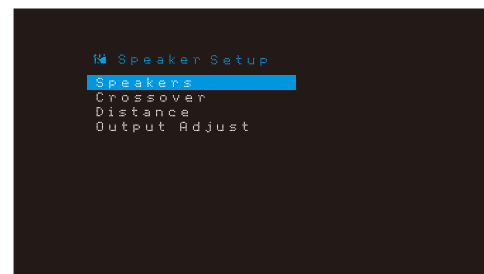 Speaker Setup
Speakers
Crossover
Distance
Output Adjust